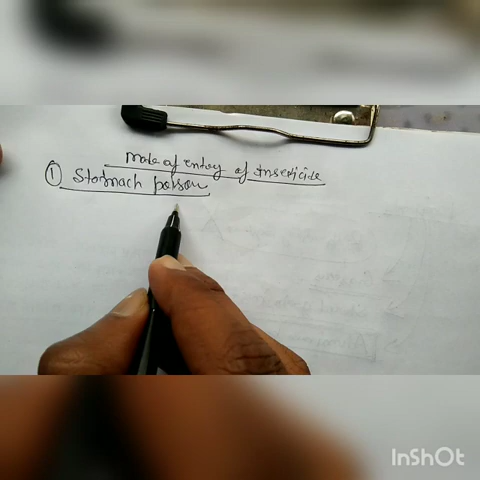 Mode of entry of Insecticide
① Stomach poison
InShOt